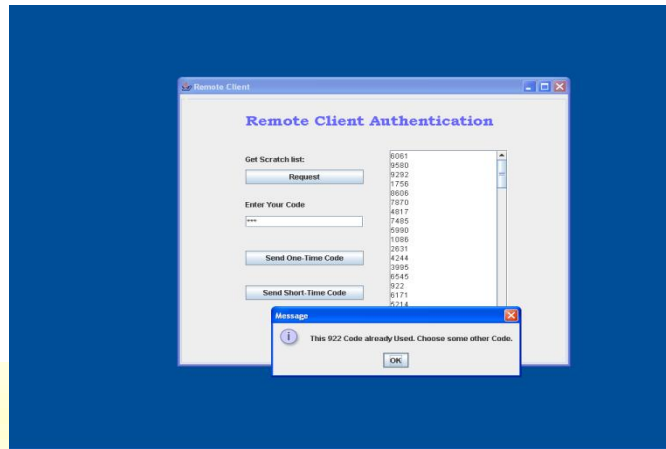 Remote Client
Remote Client Authentication
Get Scratch list:
Request
Enter Your Code
***
Send One-Time Code
Send Short-Time Code
6061
9580
9292
1756
8606
7870
4817
7485
5990
1086
2631
4244
3995
6545
922
6171
5214
Message
This 922 Code already Used. Choose some other Code.
OK